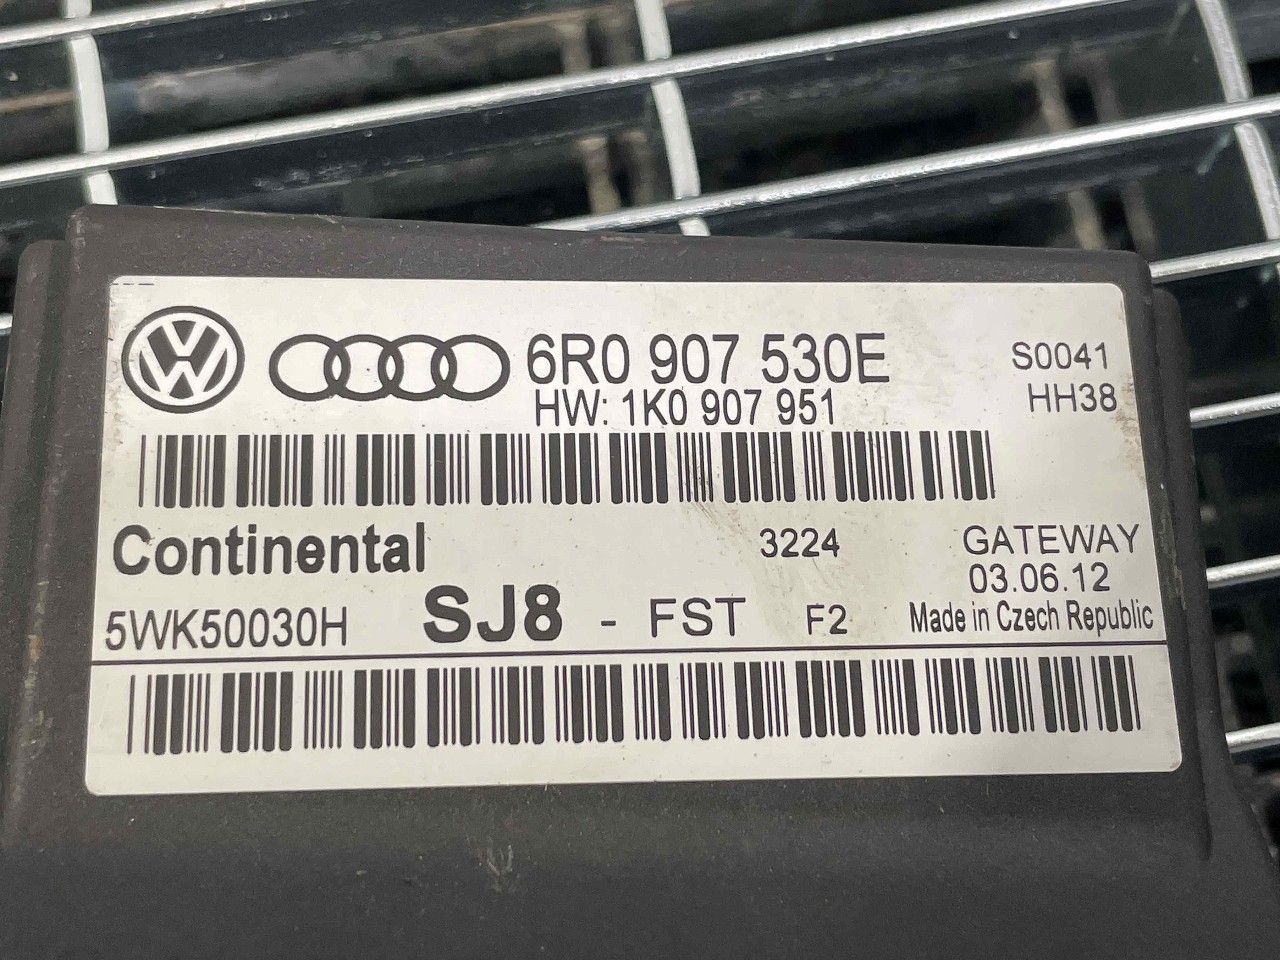 6R0 907 530E
S0041
HW: 1K0 907 951
HH38
Continental
3224
GATEWAY
03.06.12
5WK50030H
SJ8 - FST F2
Made in Czech Republic